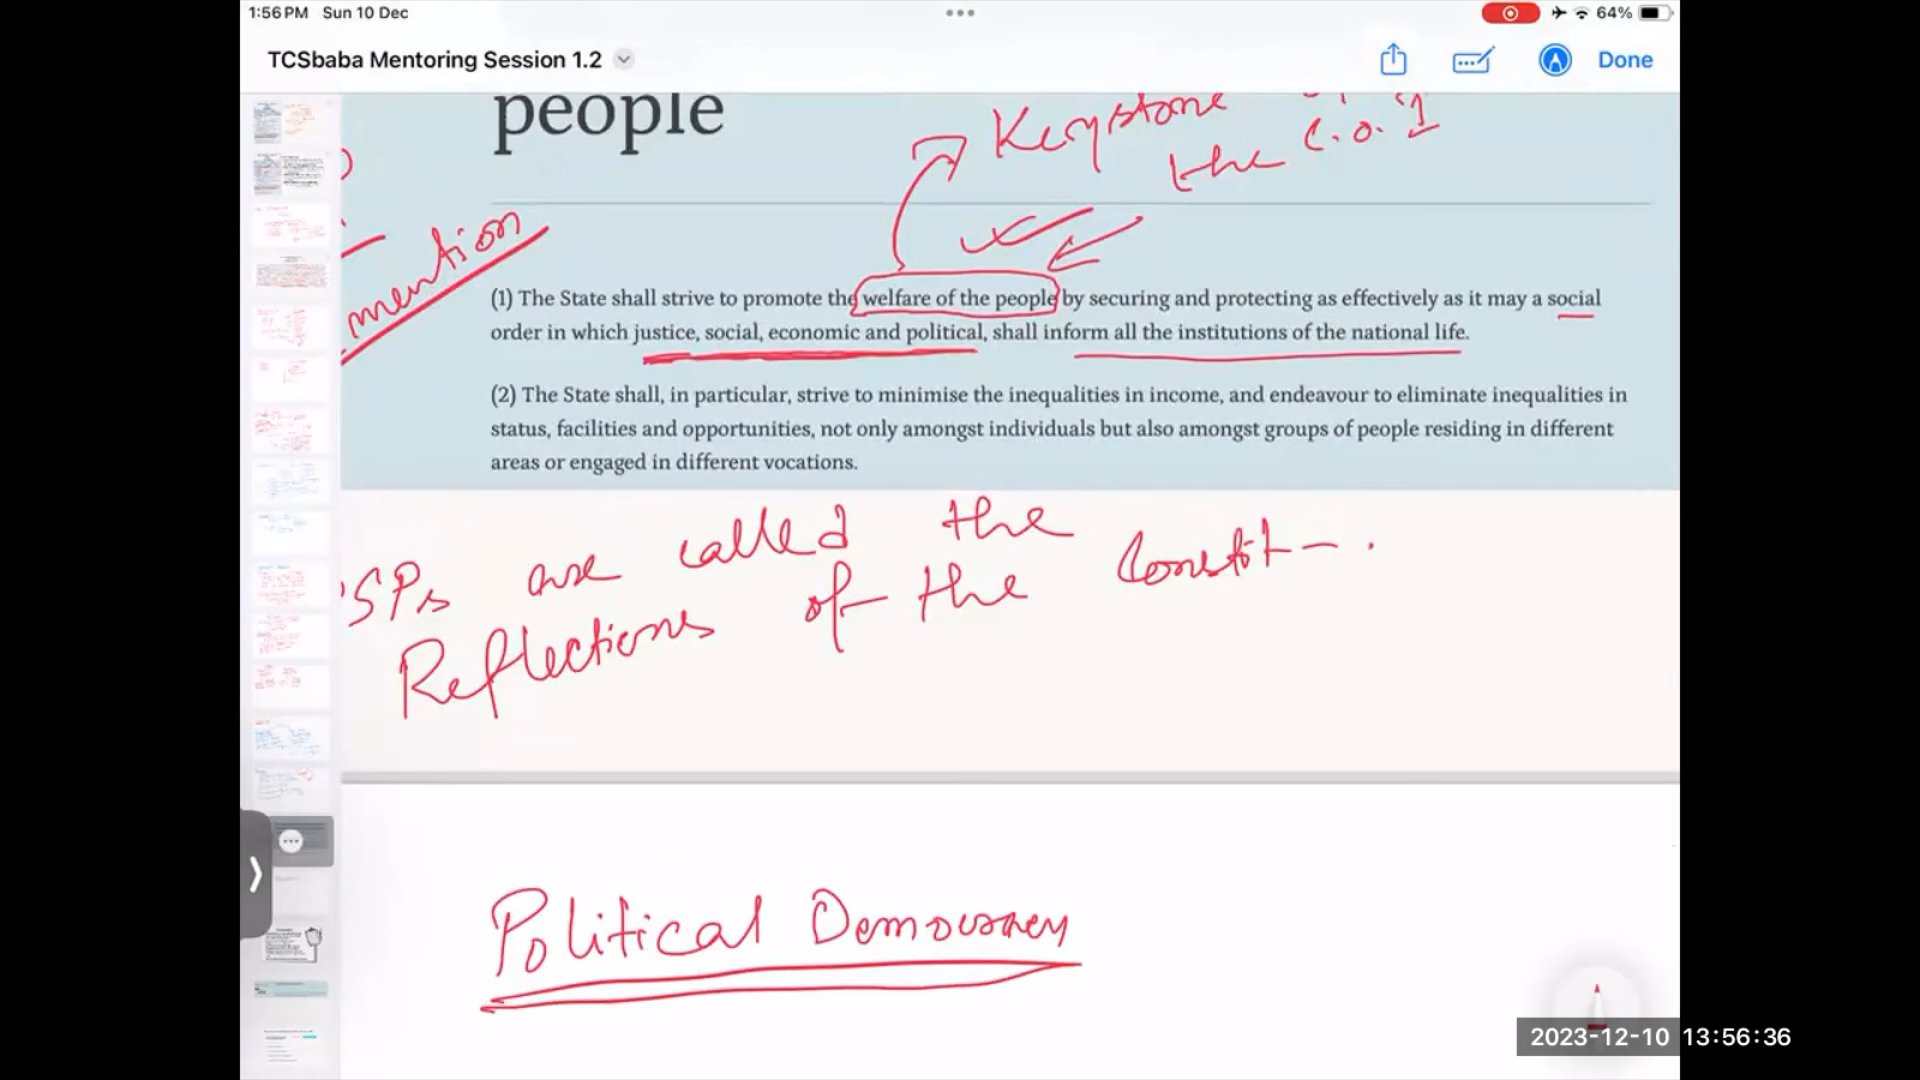 1:56 PM Sun 10 Dec
64%
TCSbaba Mentoring Session 1.2
Done
people
Keystone
the C.O.I
mention
(1) The State shall strive to promote the welfare of the people by securing and protecting as effectively as it may a social
order in which justice, social, economic and political, shall inform all the institutions of the national life.
(2) The State shall, in particular, strive to minimise the inequalities in income, and endeavour to eliminate inequalities in
status, facilities and opportunities, not only amongst individuals but also amongst groups of people residing in different
areas or engaged in different vocations.
SPs are called the
Reflections of the Constit-.
Political Democracy
2023-12-10 13:56:36